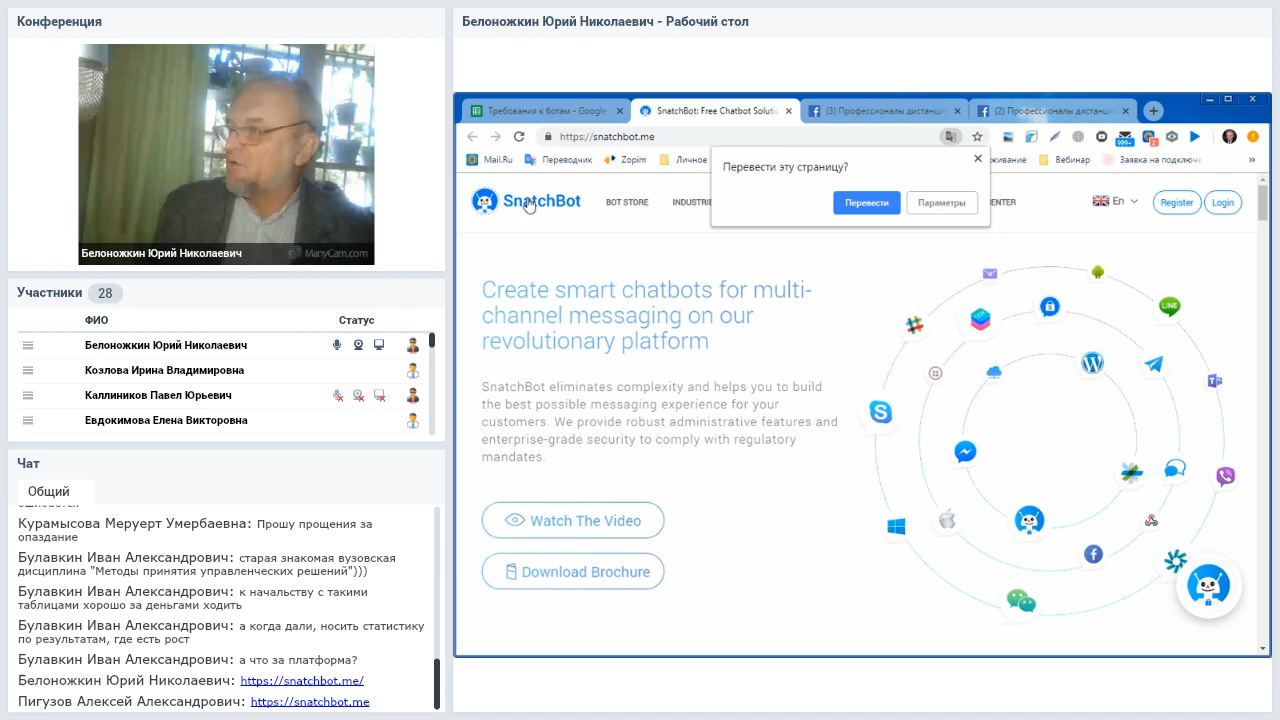 Конференция
Белоножкин Юрий Николаевич
ManyCam.com
Участники 28
ФИО Статус
Белоножкин Юрий Николаевич
Козлова Ирина Владимировна
Каллиников Павел Юрьевич
Евдокимова Елена Викторовна
Чат
Общий
Курамысова Меруерт Умербаевна: Прошу прощения за
опаздание
Булавкин Иван Александрович: старая знакомая вузовская
дисциплина "Методы принятия управленческих решений")))
Булавкин Иван Александрович: к начальству с такими
таблицами хорошо за деньгами ходить
Булавкин Иван Александрович: а когда дали, носить статистику
по результатам, где есть рост
Булавкин Иван Александрович: а что за платформа?
Белоножкин Юрий Николаевич: https://snatchbot.me/
Пигузов Алексей Александрович: https://snatchbot.me
Белоножкин Юрий Николаевич - Рабочий стол
Требования к ботам - Google
SnatchBot: Free Chatbot Solutio
(3) Профессионалы дистанци
(2) Профессионалы дистанци
https://snatchbot.me
999+ 2
Mail.Ru Переводчик Zopim Личное Вебинар Заявка на подключе »
Перевести эту страницу?
Перевести Параметры
SnatchBot BOT STORE En Register Login
Create smart chatbots for multi-
channel messaging on our
revolutionary platform
SnatchBot eliminates complexity and helps you to build
the best possible messaging experience for your
customers. We provide robust administrative features and
enterprise-grade security to comply with regulatory
mandates.
Watch The Video
Download Brochure
LINE